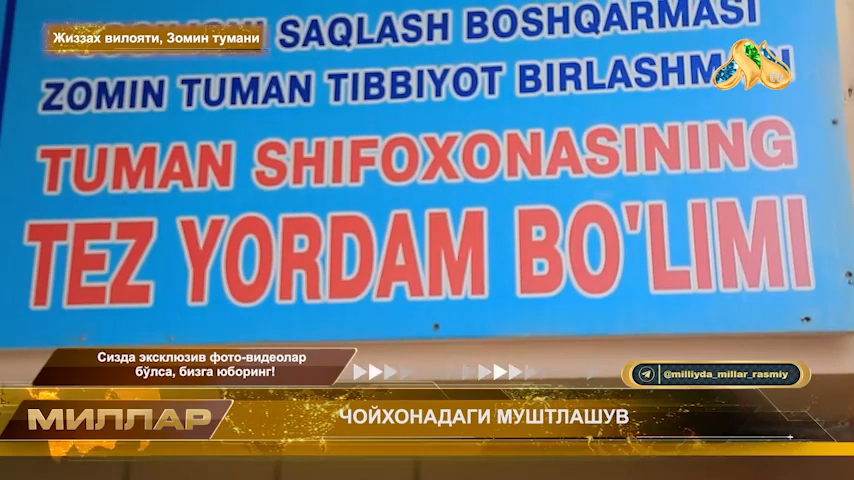 Жиззах вилояти, Зомин тумани
SAQLASH BOSHQARMASI
ZOMIN TUMAN TIBBIYOT BIRLASHMASI
TUMAN SHIFOXONASINING
TEZ YORDAM BO'LIMI
Сизда эксклюзив фото-видеолар
бўлса, бизга юборинг!
@milliyda_millar_rasmiy
МИЛЛАР
ЧОЙХОНАДАГИ МУШТЛАШУВ